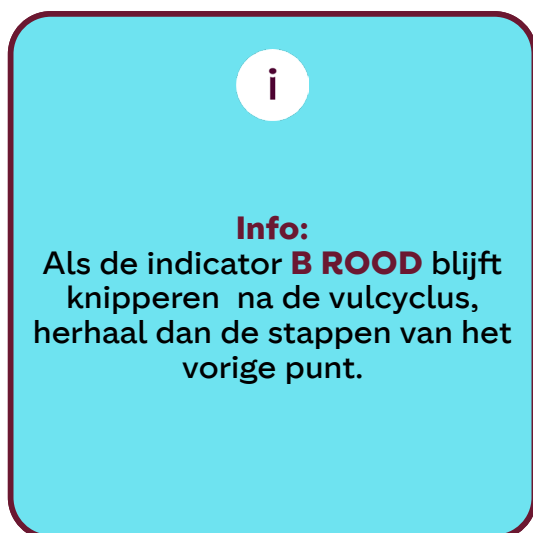 i
Info:
Als de indicator B ROOD blijft
knipperen na de vulcyclus,
herhaal dan de stappen van het
vorige punt.